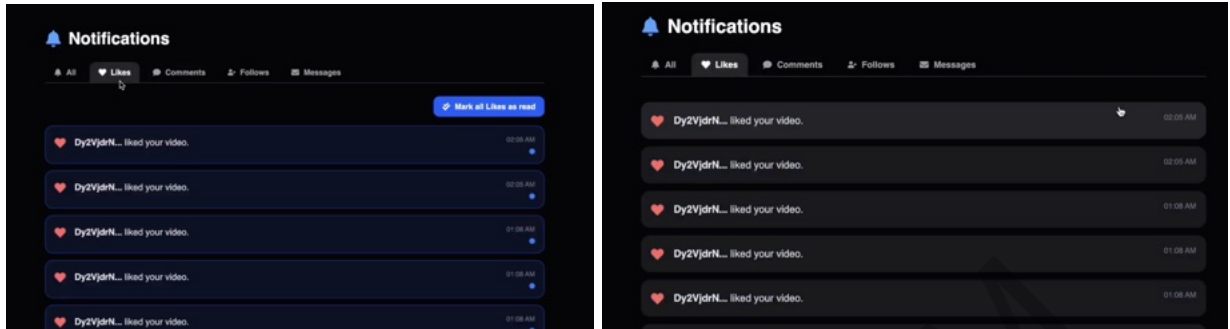 Notifications
All Likes Comments Follows Messages
Mark all Likes as read
Dy2VjdrN... liked your video. 02:05 AM
Dy2VjdrN... liked your video. 02:05 AM
Dy2VjdrN... liked your video. 01:08 AM
Dy2VjdrN... liked your video. 01:08 AM
Dy2VjdrN... liked your video. 01:08 AM
Notifications
All Likes Comments Follows Messages
Dy2VjdrN... liked your video. 02:05 AM
Dy2VjdrN... liked your video. 02:05 AM
Dy2VjdrN... liked your video. 01:08 AM
Dy2VjdrN... liked your video. 01:08 AM
Dy2VjdrN... liked your video. 01:08 AM